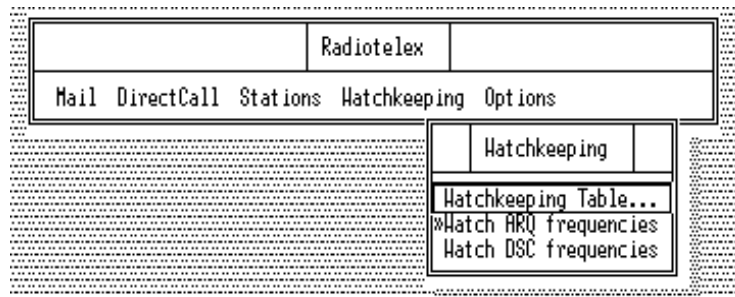 Radiotelex
Mail DirectCall Stations Watchkeeping Options
Watchkeeping
Watchkeeping Table...
»Watch ARQ frequencies
Watch DSC frequencies